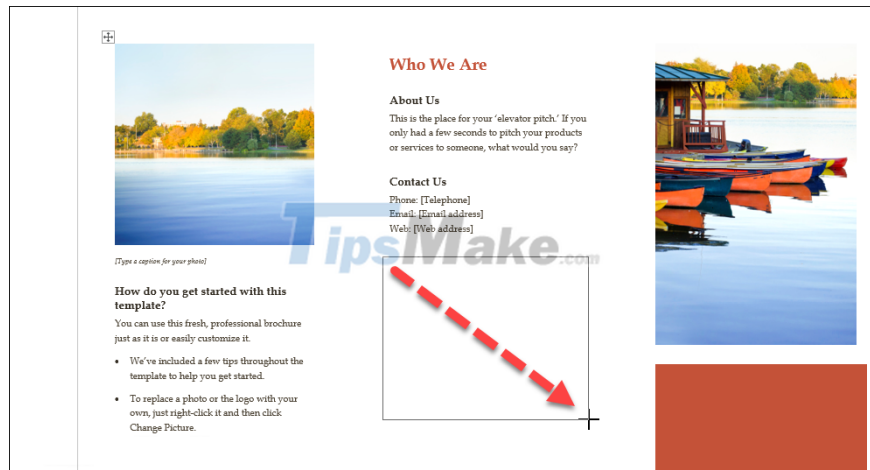 [Type a caption for your photo]
How do you get started with this
template?
You can use this fresh, professional brochure
just as it is or easily customize it.
• We’ve included a few tips throughout the
template to help you get started.
• To replace a photo or the logo with your
own, just right-click it and then click
Change Picture.
Who We Are
About Us
This is the place for your ‘elevator pitch.’ If you
only had a few seconds to pitch your products
or services to someone, what would you say?
Contact Us
Phone: [Telephone]
Email: [Email address]
Web: [Web address]
TipsMake.com